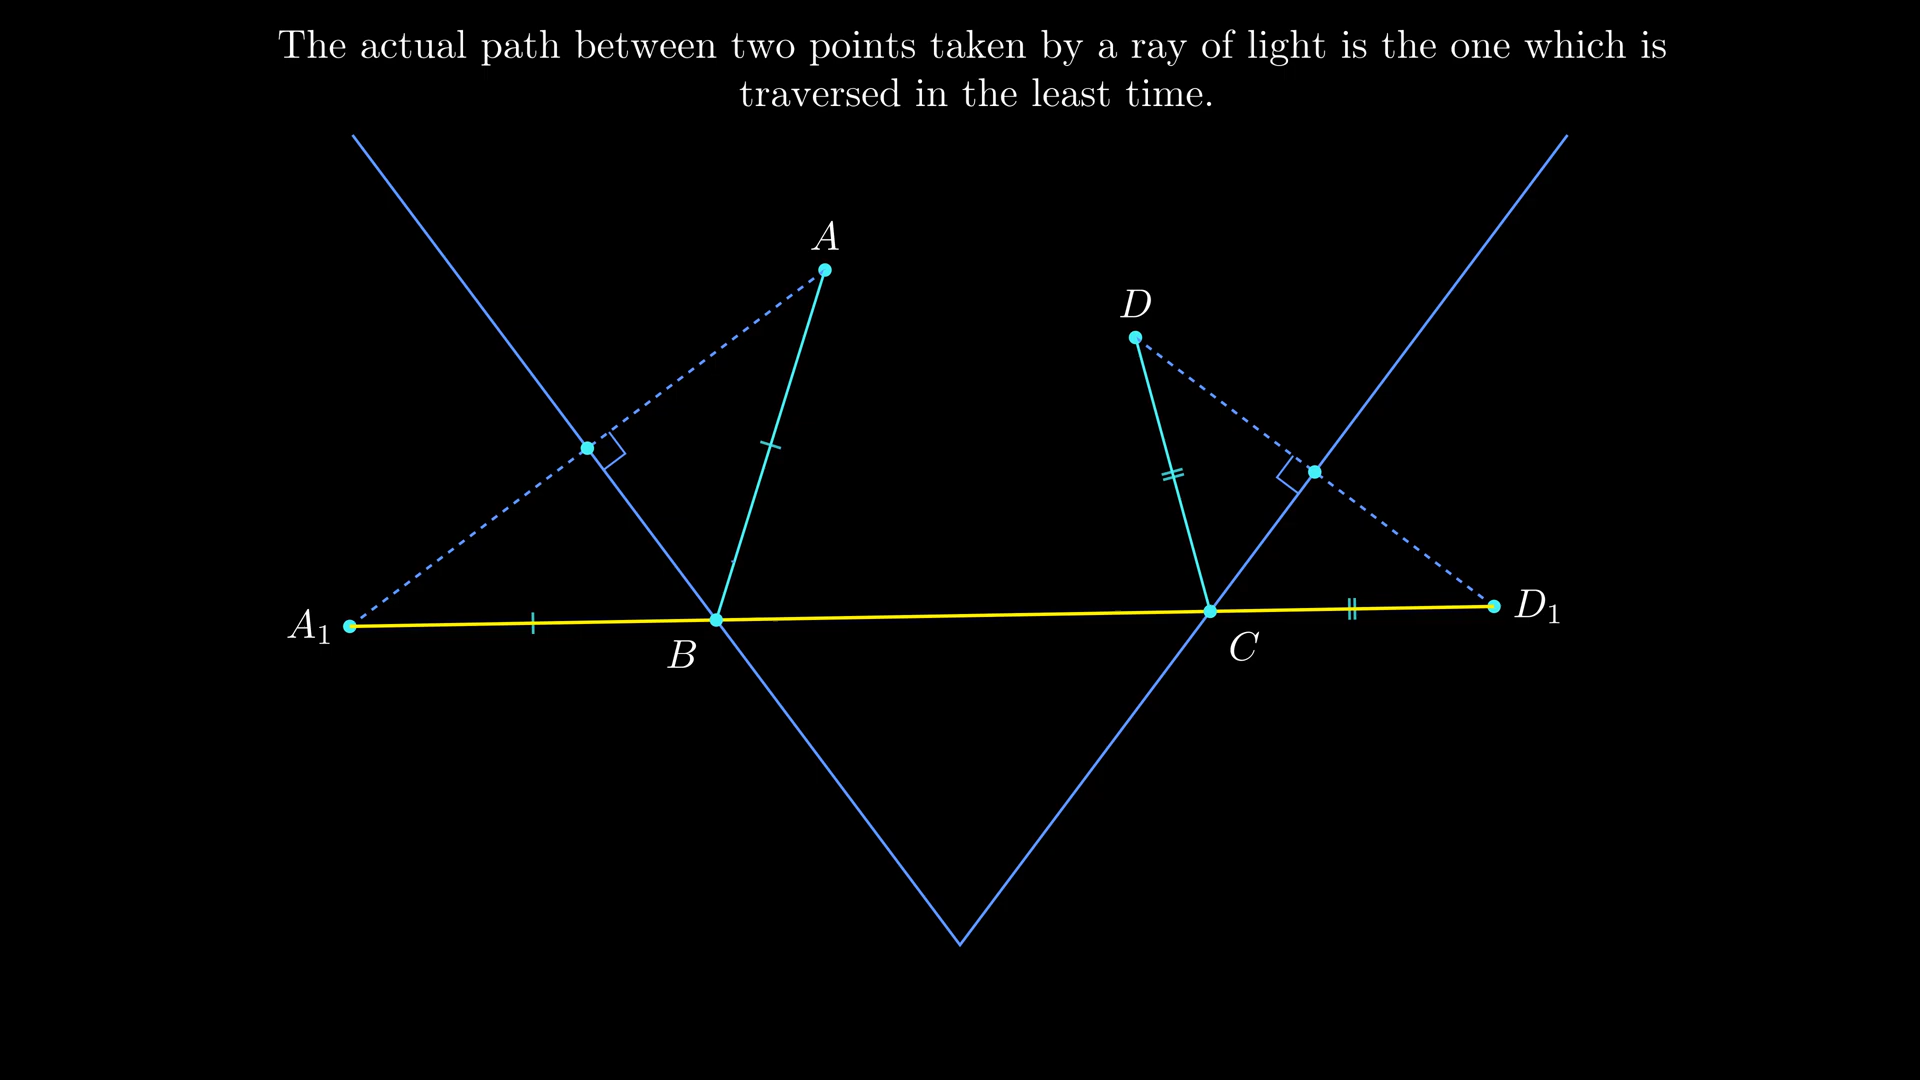 The actual path between two points taken by a ray of light is the one which is
traversed in the least time.
A
D
A₁
D₁
B
C